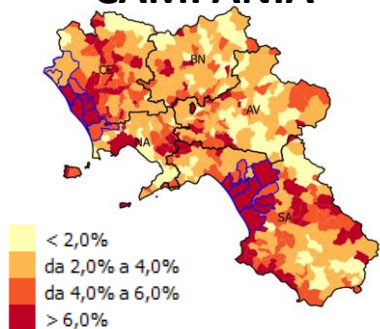 CAMPANIA
CE
BN
AV
NA
SA
< 2,0%
da 2,0% a 4,0%
da 4,0% a 6,0%
> 6,0%